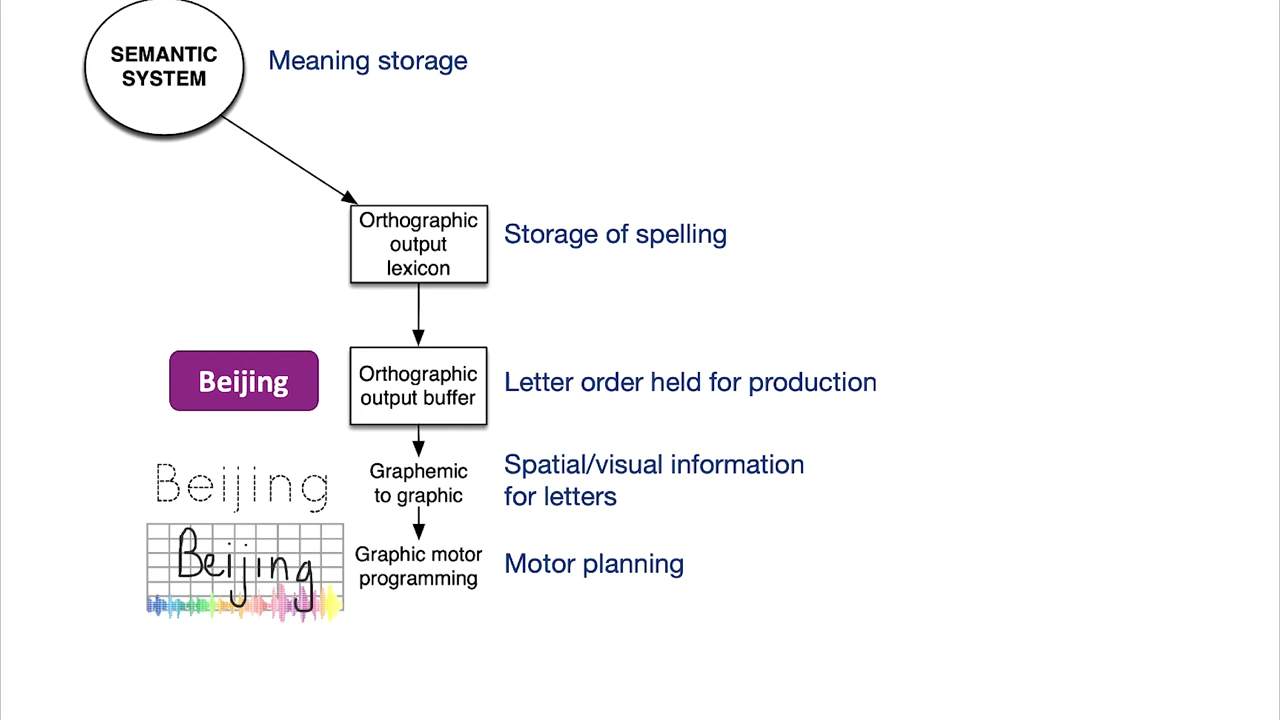 SEMANTIC
SYSTEM
Meaning storage
Orthographic
output
lexicon
Storage of spelling
Beijing
Orthographic
output buffer
Letter order held for production
Beijing
Graphemic
to graphic
Spatial/visual information
for letters
Beijing
Graphic motor
programming
Motor planning